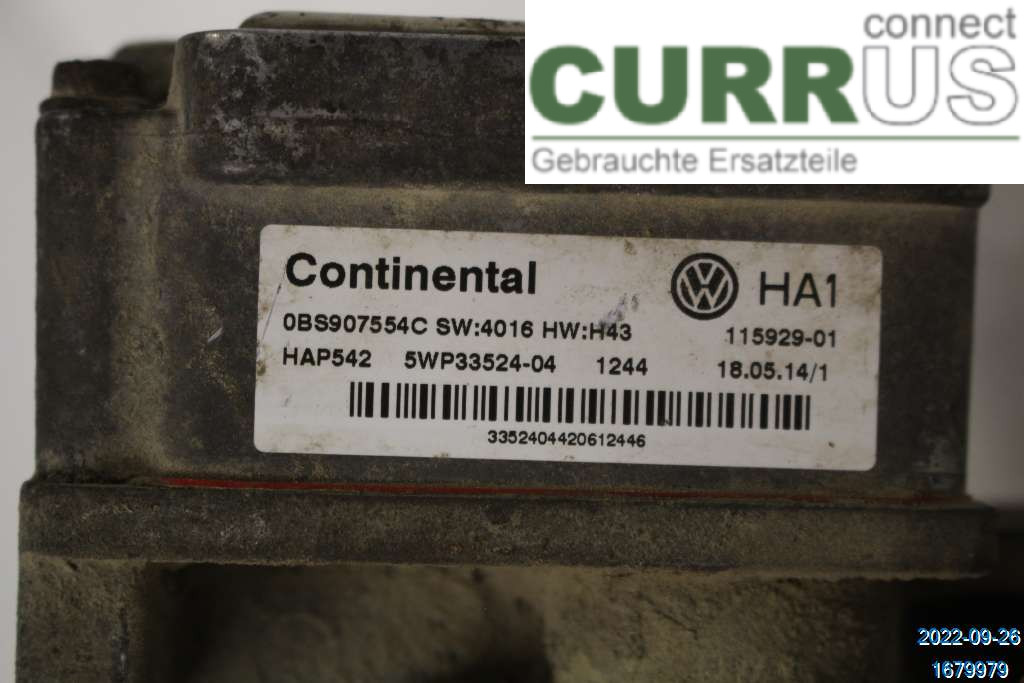 connect
CURRUS
Gebrauchte Ersatzteile
Continental
HA1
0BS907554C SW:4016 HW:H43
115929-01
HAP542 5WP33524-04 1244
18.05.14/1
3352404420612446
2022-09-26
1679979